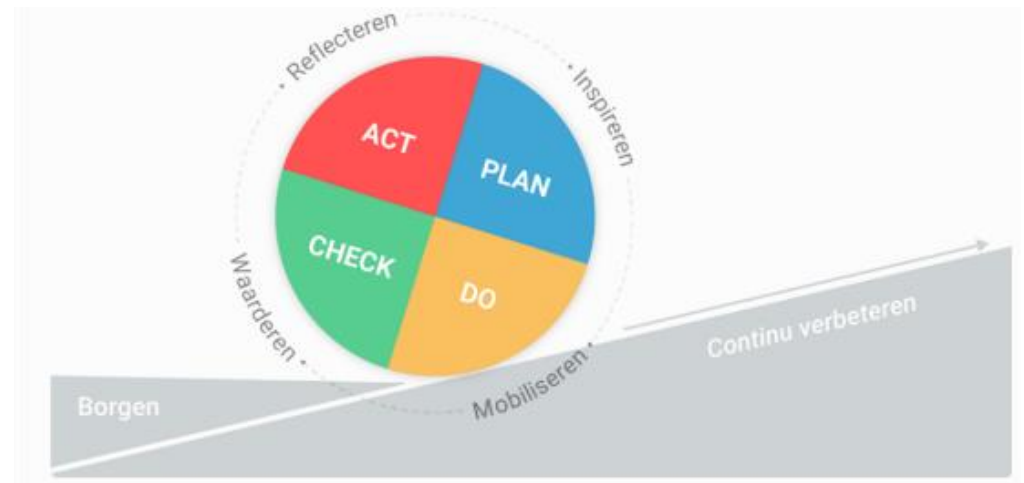 • Reflecteren
• Inspireren
ACT
PLAN
CHECK
DO
Waarderen •
Mobiliseren •
Continu verbeteren
Borgen